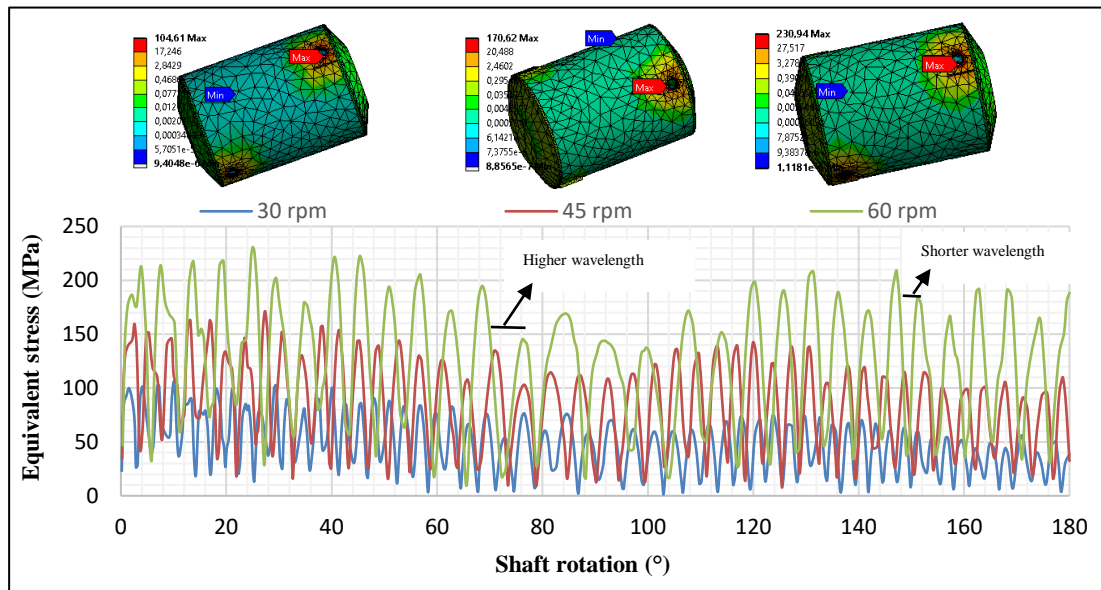 104,61 Max
17,246
2,8429
Max
Min
170,62 Max
20,488
2,4602
Min
Max
230,94 Max
27,517
3,278
Max
Min
30 rpm
45 rpm
60 rpm
Equivalent stress (MPa)
250
200
150
100
50
0
Higher wavelength
Shorter wavelength
0
20
40
60
80
100
120
140
160
180
Shaft rotation (°)